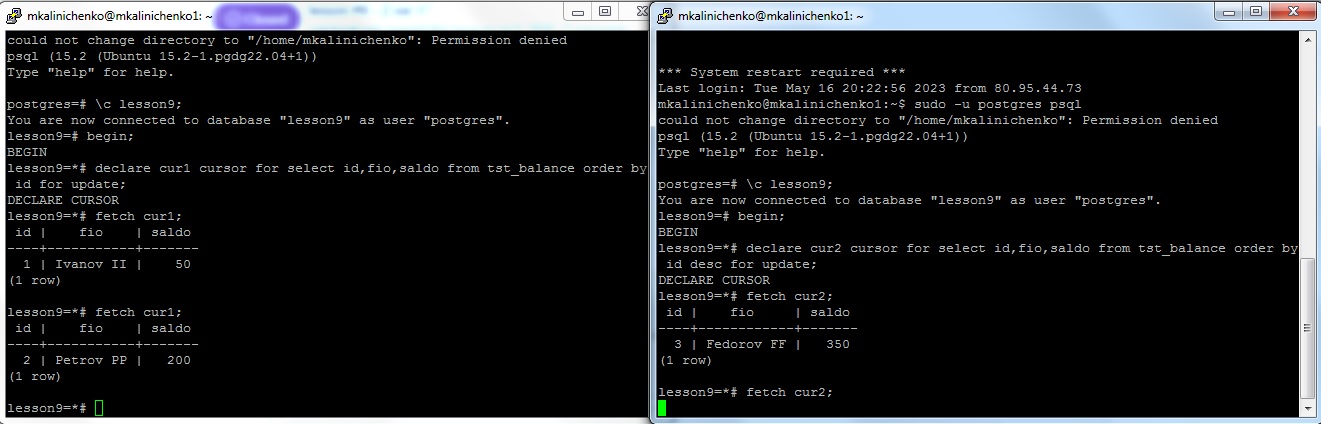 mkalinichenko@mkalinichenko1: ~
could not change directory to "/home/mkalinichenko": Permission denied
psql (15.2 (Ubuntu 15.2-1.pgdg22.04+1))
Type "help" for help.
postgres=# \c lesson9;
You are now connected to database "lesson9" as user "postgres".
lesson9=# begin;
BEGIN
lesson9=*# declare cur1 cursor for select id,fio,saldo from tst_balance order by
 id for update;
DECLARE CURSOR
lesson9=*# fetch cur1;
 id |    fio    | saldo
----+-----------+-------
  1 | Ivanov II |    50
(1 row)
lesson9=*# fetch cur1;
 id |    fio    | saldo
----+-----------+-------
  2 | Petrov PP |   200
(1 row)
lesson9=*#
mkalinichenko@mkalinichenko1: ~
*** System restart required ***
Last login: Tue May 16 20:22:56 2023 from 80.95.44.73
mkalinichenko@mkalinichenko1:~$ sudo -u postgres psql
could not change directory to "/home/mkalinichenko": Permission denied
psql (15.2 (Ubuntu 15.2-1.pgdg22.04+1))
Type "help" for help.
postgres=# \c lesson9;
You are now connected to database "lesson9" as user "postgres".
lesson9=# begin;
BEGIN
lesson9=*# declare cur2 cursor for select id,fio,saldo from tst_balance order by
 id desc for update;
DECLARE CURSOR
lesson9=*# fetch cur2;
 id |    fio     | saldo
----+------------+-------
  3 | Fedorov FF |   350
(1 row)
lesson9=*# fetch cur2;